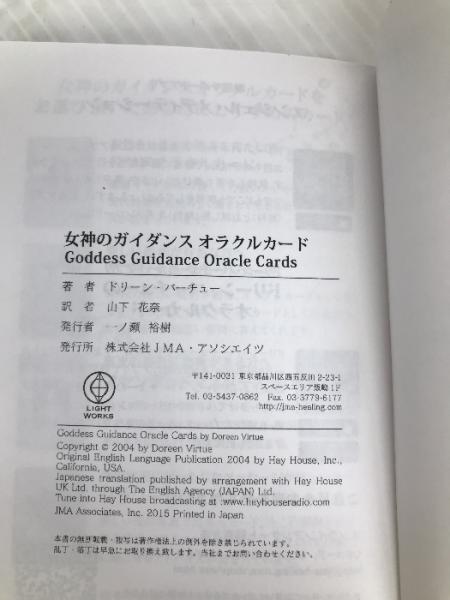 女神のガイダンス オラクルカード
Goddess Guidance Oracle Cards
著 者 ドリーン・バーチュー
訳 者 山下 花奈
発行者 一ノ瀬 裕樹
発行所 株式会社JMA・アソシエイツ
〒141-0031 東京都品川区西五反田 2-23-1
スペースエリア飯嶋 1F
Tel. 03-5437-0862 Fax. 03-3779-6177
http://jma-healing.com/
LIGHT
WORKS
Goddess Guidance Oracle Cards by Doreen Virtue
Copyright © 2004 by Doreen Virtue
Original English Language Publication 2004 by Hay House, Inc.,
California, USA.
Japanese translation published by arrangement with Hay House
UK Ltd. through The English Agency (JAPAN) Ltd.
Tune into Hay House broadcasting at :www.hayhouseradio.com
JMA Associates, Inc. 2015 Printed in Japan
本書の無断転載・複写は著作権法上の例外を除き禁じられています。
乱丁・落丁は早急にお取り換え致します。当社までお問い合わせください。